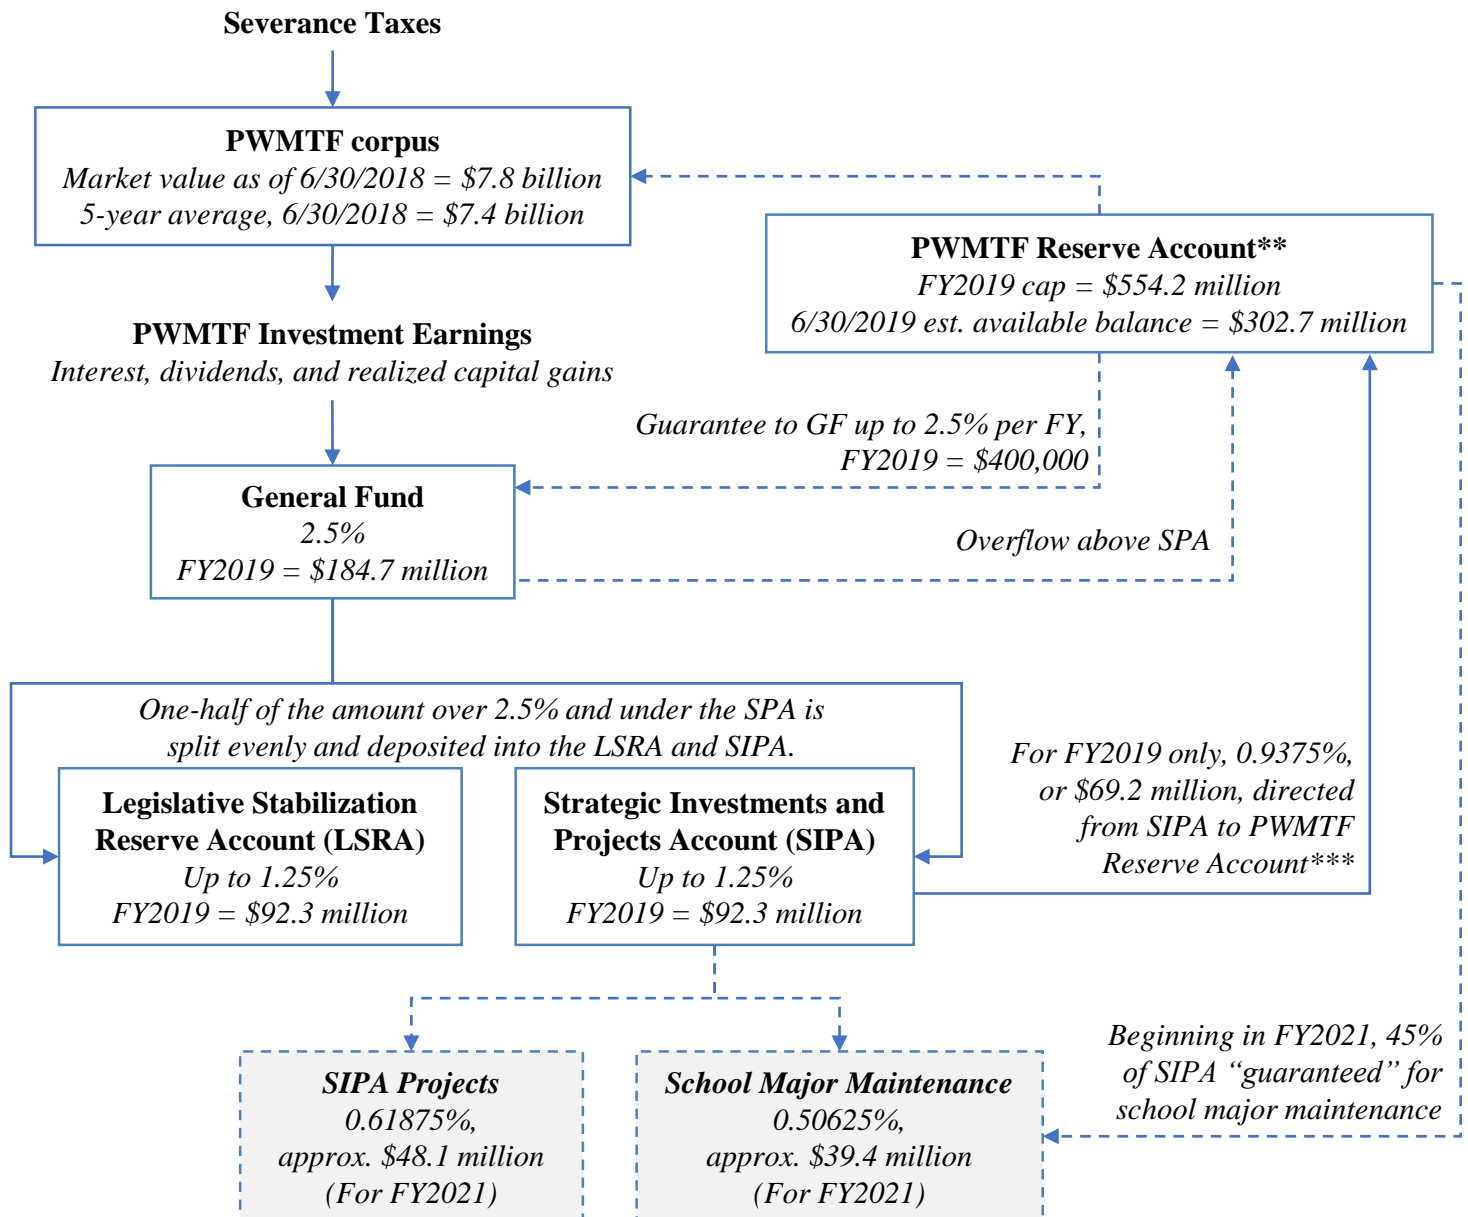 Severance Taxes
PWMTF corpus
Market value as of 6/30/2018 = $7.8 billion
5-year average, 6/30/2018 = $7.4 billion
PWMTF Reserve Account**
FY2019 cap = $554.2 million
6/30/2019 est. available balance = $302.7 million
PWMTF Investment Earnings
Interest, dividends, and realized capital gains
Guarantee to GF up to 2.5% per FY,
FY2019 = $400,000
General Fund
2.5%
FY2019 = $184.7 million
Overflow above SPA
One-half of the amount over 2.5% and under the SPA is
split evenly and deposited into the LSRA and SIPA.
For FY2019 only, 0.9375%,
or $69.2 million, directed
from SIPA to PWMTF
Reserve Account***
Legislative Stabilization
Reserve Account (LSRA)
Up to 1.25%
FY2019 = $92.3 million
Strategic Investments and
Projects Account (SIPA)
Up to 1.25%
FY2019 = $92.3 million
Beginning in FY2021, 45%
of SIPA “guaranteed” for
school major maintenance
SIPA Projects
0.61875%,
approx. $48.1 million
(For FY2021)
School Major Maintenance
0.50625%,
approx. $39.4 million
(For FY2021)